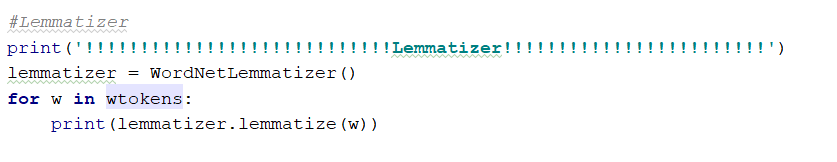 #Lemmatizer
print('!!!!!!!!!!!!!!!!!!!!!!!!!!!!Lemmatizer!!!!!!!!!!!!!!!!!!!!!!!!')
lemmatizer = WordNetLemmatizer()
for w in wtokens:
    print(lemmatizer.lemmatize(w))